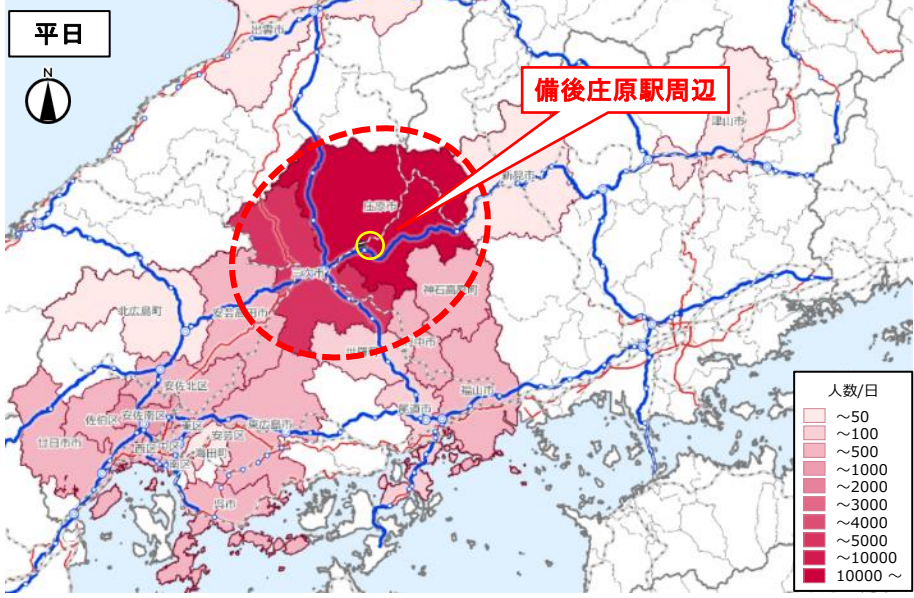 平日
N
備後庄原駅周辺
出雲市
津山市
新見市
庄原市
三次市
神石高原町
北広島町
安芸高田市
世羅町
府中市
福山市
尾道市
安佐北区
佐伯区
安佐南区
東区
東広島市
廿日市市
西区
安芸区
海田町
南区
呉市
人数/日
～50
～100
～500
～1000
～2000
～3000
～4000
～5000
～10000
10000 ～